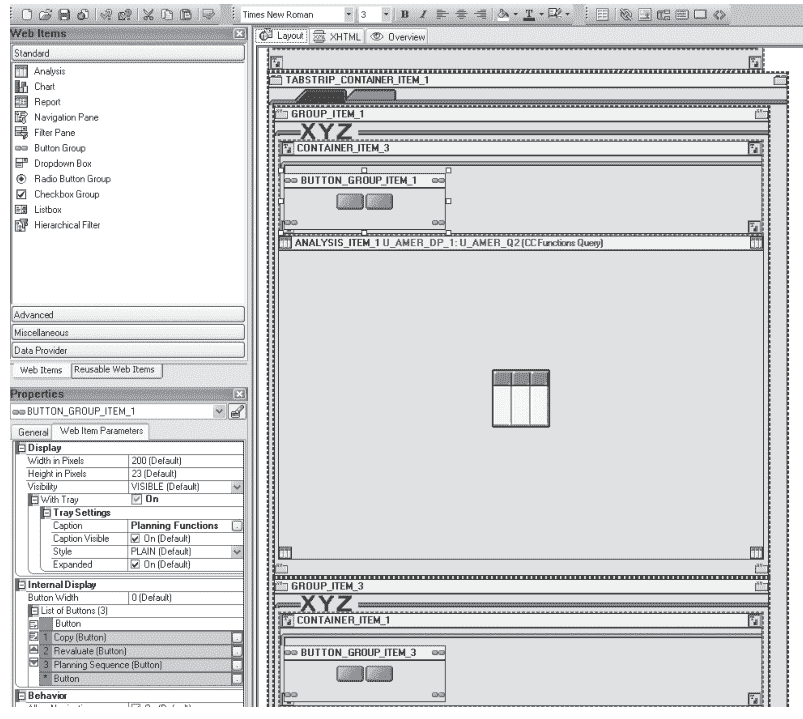 Times New Roman 3 B I T
Web Items
Standard
Analysis
Chart
Report
Navigation Pane
Filter Pane
Button Group
Dropdown Box
Radio Button Group
Checkbox Group
Listbox
Hierarchical Filter
Advanced
Miscellaneous
Data Provider
Web Items Reusable Web Items
Properties
BUTTON_GROUP_ITEM_1
General Web Item Parameters
Display
Width in Pixels 200 (Default)
Height in Pixels 23 (Default)
Visibility VISIBLE (Default)
With Tray On
Tray Settings
Caption Planning Functions
Caption Visible On (Default)
Style PLAIN (Default)
Expanded On (Default)
Internal Display
Button Width 0 (Default)
List of Buttons (3)
Button
1 Copy (Button)
2 Revaluate (Button)
3 Planning Sequence (Button)
* Button
Behavior
Layout XHTML Overview
TABSTRIP_CONTAINER_ITEM_1
GROUP_ITEM_1
XYZ
CONTAINER_ITEM_3
BUTTON_GROUP_ITEM_1
ANALYSIS_ITEM_1 U_AMER_DP_1: U_AMER_Q2 (CC Functions Query)
GROUP_ITEM_3
XYZ
CONTAINER_ITEM_1
BUTTON_GROUP_ITEM_3